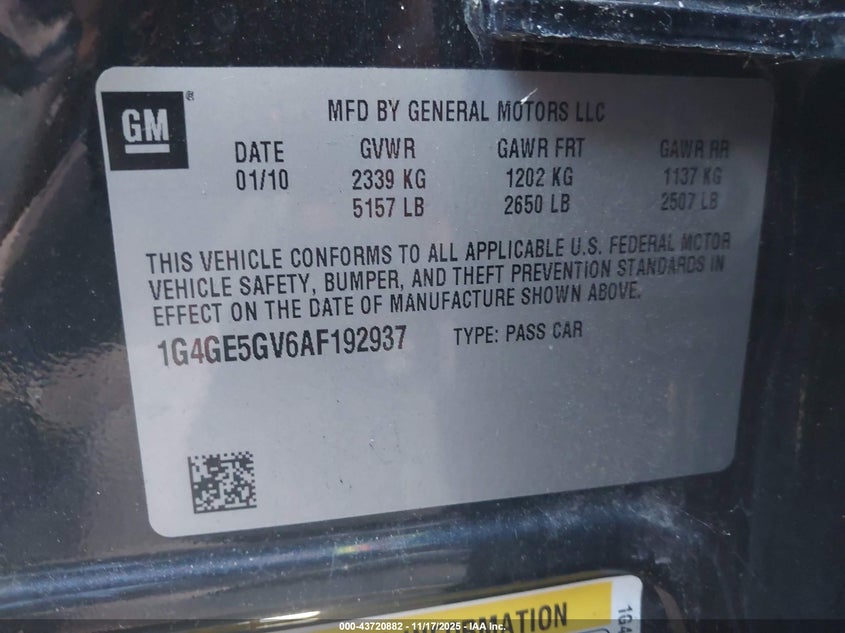 GM ®
MFD BY GENERAL MOTORS LLC
DATE GVWR GAWR FRT GAWR RR
01/10 2339 KG 1202 KG 1137 KG
5157 LB 2650 LB 2507 LB
THIS VEHICLE CONFORMS TO ALL APPLICABLE U.S. FEDERAL MOTOR
VEHICLE SAFETY, BUMPER, AND THEFT PREVENTION STANDARDS IN
EFFECT ON THE DATE OF MANUFACTURE SHOWN ABOVE.
1G4GE5GV6AF192937 TYPE: PASS CAR
1G4
000-43720882 - 11/17/2025 - IAAI.com